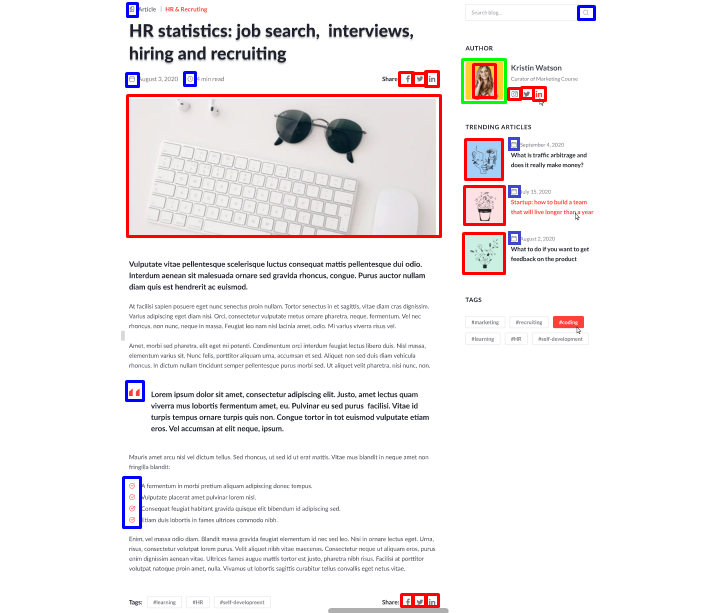 Article | HR & Recruting
HR statistics: job search, interviews,
hiring and recruiting
August 3, 2020
4 min read
Share
Vulputate vitae pellentesque scelerisque luctus consequat mattis pellentesque dui odio.
Interdum aenean sit malesuada ornare sed gravida rhoncus, congue. Purus auctor nullam
diam quis est hendrerit ac euismod.
At facilisi sapien posuere eget nunc senectus proin nullam. Tortor senectus in et sagittis, vitae diam cras dignissim.
Varius adipiscing eget diam nisi. Orci, consectetur vulputate metus ornare pharetra, neque, fermentum. Vel nec
rhoncus, non nunc, neque in massa. Feugiat leo nam nisl lacinia amet, odio. Mi varius viverra risus vel.
Amet, morbi sed pharetra, elit eget mi potenti. Condimentum orci interdum feugiat lectus libero duis. Nisl massa,
elementum varius sit. Nunc felis, porttitor aliquam urna, accumsan et sed. Aliquet non sed duis diam vehicula
rhoncus. In dictum nullam tincidunt semper pellentesque purus morbi sed. Ut aliquet velit pharetra, nisi nunc, non.
Lorem ipsum dolor sit amet, consectetur adipiscing elit. Justo, amet lectus quam
viverra mus lobortis fermentum amet, eu. Pulvinar eu sed purus facilisi. Vitae id
turpis tempus ornare turpis quis non. Congue tortor in tot euismod vulputate etiam
eros. Vel accumsan at elit neque, ipsum.
Mauris amet arcu nisl vel dictum tellus. Sed rhoncus, ut sed id ut erat mattis. Vitae mus blandit in neque amet non
fringilla blandit:
A fermentum in morbi pretium aliquam adipiscing donec tempus.
Vulputate placerat amet pulvinar lorem nisl.
Consequat feugiat habitant gravida quisque elit bibendum id adipiscing sed.
Etiam duis lobortis in fames ultrices commodo nibh.
Enim, vel massa odio diam. Blandit massa gravida feugiat elementum id nec sed leo. Nisi in ornare lectus eget. Urna,
risus, consectetur volutpat lorem purus. Velit aliquet nibh vitae maecenas. Consectetur neque ut aliquam eros, purus
enim dignissim aenean vitae. Ultrices fames augue mattis tortor est justo, pharetra risus, rhoncus. Facilisi at porttitor
volutpat natoque proin amet, nulla. Vivamus ut lobortis sagittis curabitur tellus convallis eget netus vitae.
Tags:
#learning
#HR
#self-development
Share:
Search blog...
AUTHOR
Kristin Watson
Curator of Marketing Course
TRENDING ARTICLES
September 4, 2020
What is traffic arbitrage and
does it really make money?
July 15, 2020
Startup: how to build a team
that will live longer than a year
August 2, 2020
What to do if you want to get
feedback on the product
TAGS
#marketing
#recruiting
#coding
#learning
#HR
#self-development